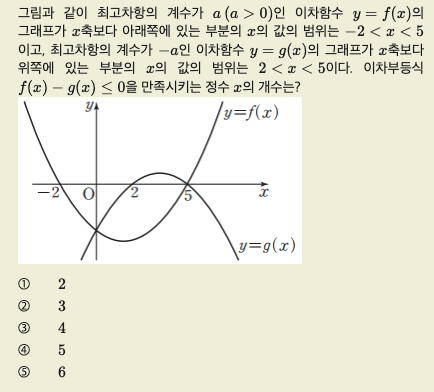 그림과 같이 최고차항의 계수가 a (a > 0)인 이차함수 y = f(x)의
그래프가 x축보다 아래쪽에 있는 부분의 x의 값의 범위는 −2 < x < 5
이고, 최고차항의 계수가 −a인 이차함수 y = g(x)의 그래프가 x축보다
위쪽에 있는 부분의 x의 값의 범위는 2 < x < 5이다. 이차부등식
f(x) − g(x) ≤ 0을 만족시키는 정수 x의 개수는?
y
y=f(x)
−2 O 2 5 x
y=g(x)
① 2
② 3
③ 4
④ 5
⑤ 6